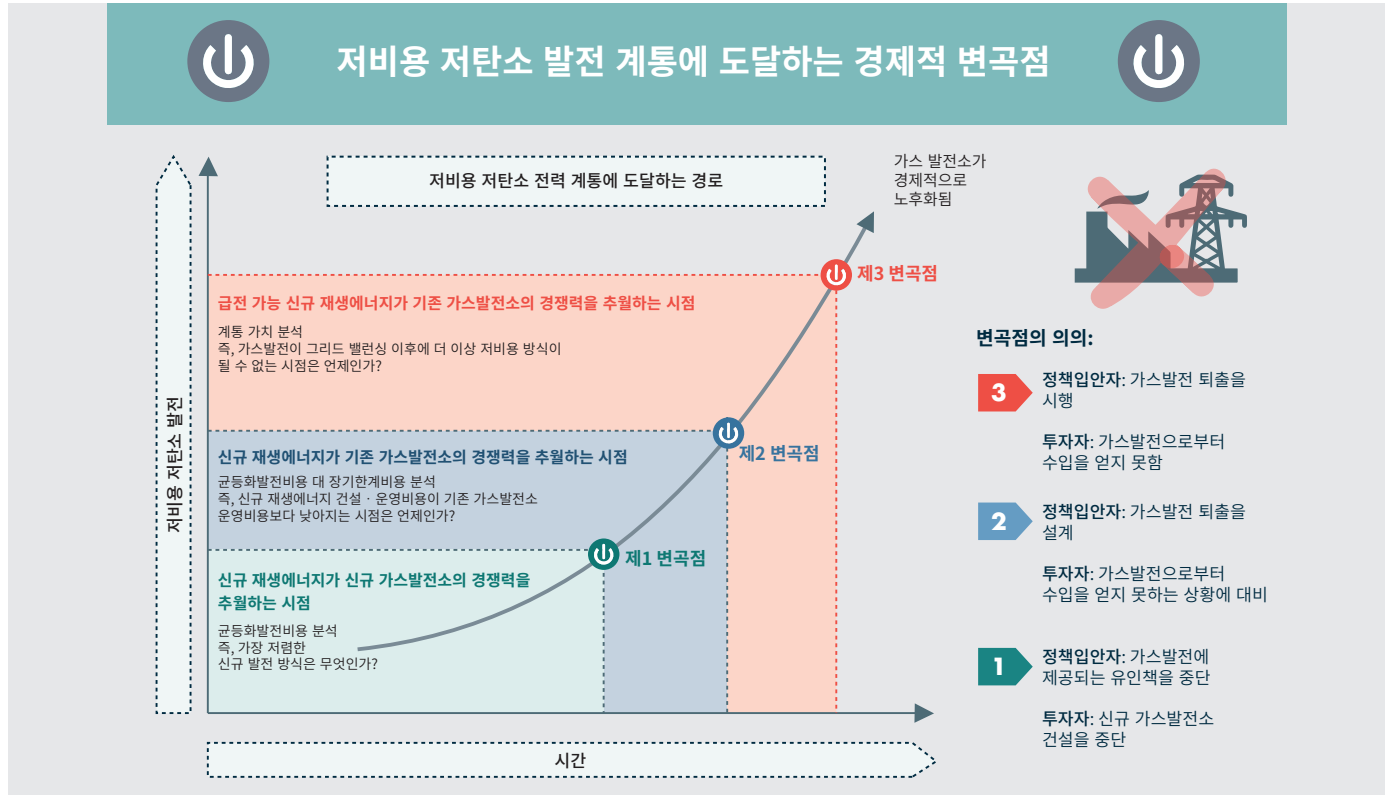 저비용 저탄소 발전 계통에 도달하는 경제적 변곡점
저비용 저탄소 전력 계통에 도달하는 경로
가스 발전소가
경제적으로
노후화됨
제3 변곡점
급전 가능 신규 재생에너지가 기존 가스발전소의 경쟁력을 추월하는 시점
계통 가치 분석
즉, 가스발전이 그리드 밸런싱 이후에 더 이상 저비용 방식이
될 수 없는 시점은 언제인가?
제2 변곡점
신규 재생에너지가 기존 가스발전소의 경쟁력을 추월하는 시점
균등화발전비용 대 장기한계비용 분석
즉, 신규 재생에너지 건설 · 운영비용이 기존 가스발전소
운영비용보다 낮아지는 시점은 언제인가?
제1 변곡점
신규 재생에너지가 신규 가스발전소의 경쟁력을
추월하는 시점
균등화발전비용 분석
즉, 가장 저렴한
신규 발전 방식은 무엇인가?
저비용 저탄소 발전
시간
변곡점의 의의:
3
정책입안자: 가스발전 퇴출을
시행
투자자: 가스발전으로부터
수입을 얻지 못함
2
정책입안자: 가스발전 퇴출을
설계
투자자: 가스발전으로부터
수입을 얻지 못하는 상황에 대비
1
정책입안자: 가스발전에
제공되는 유인책을 중단
투자자: 신규 가스발전소
건설을 중단